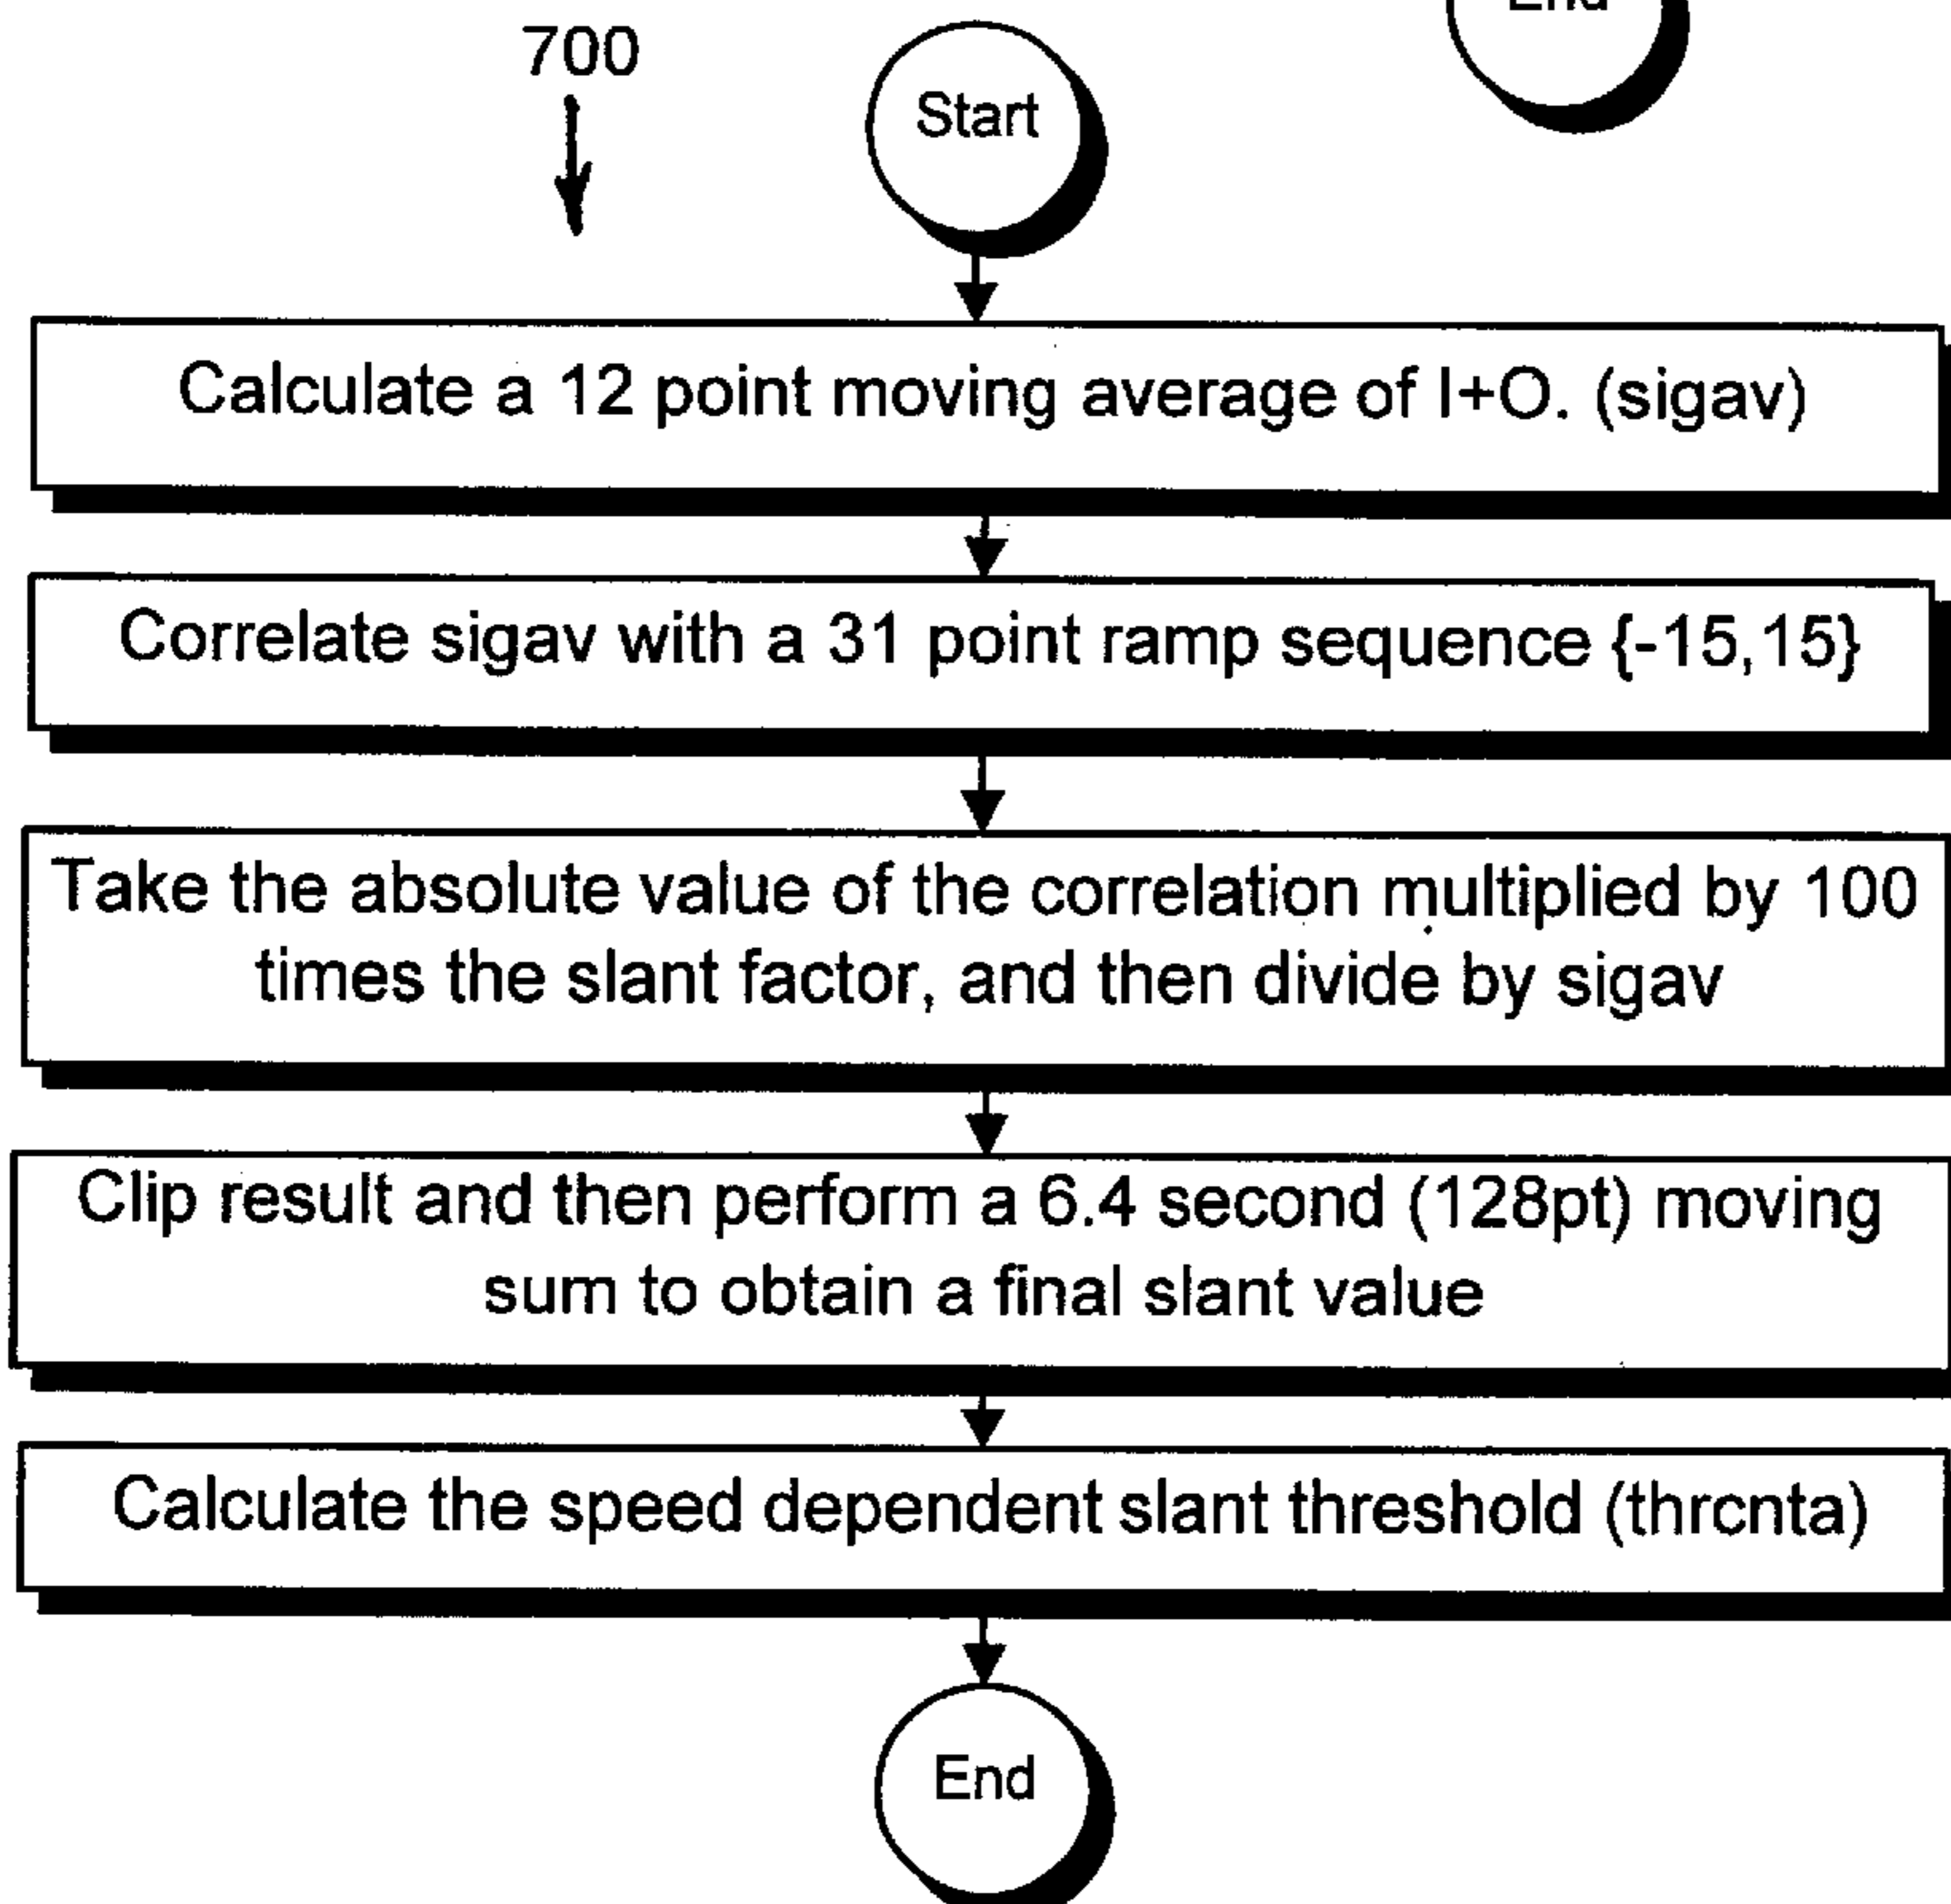 End
700
Start
Calculate a 12 point moving average of I+O. (sigav)
Correlate sigav with a 31 point ramp sequence {-15,15}
Take the absolute value of the correlation multiplied by 100
times the slant factor, and then divide by sigav
Clip result and then perform a 6.4 second (128pt) moving
sum to obtain a final slant value
Calculate the speed dependent slant threshold (thrcnta)
End